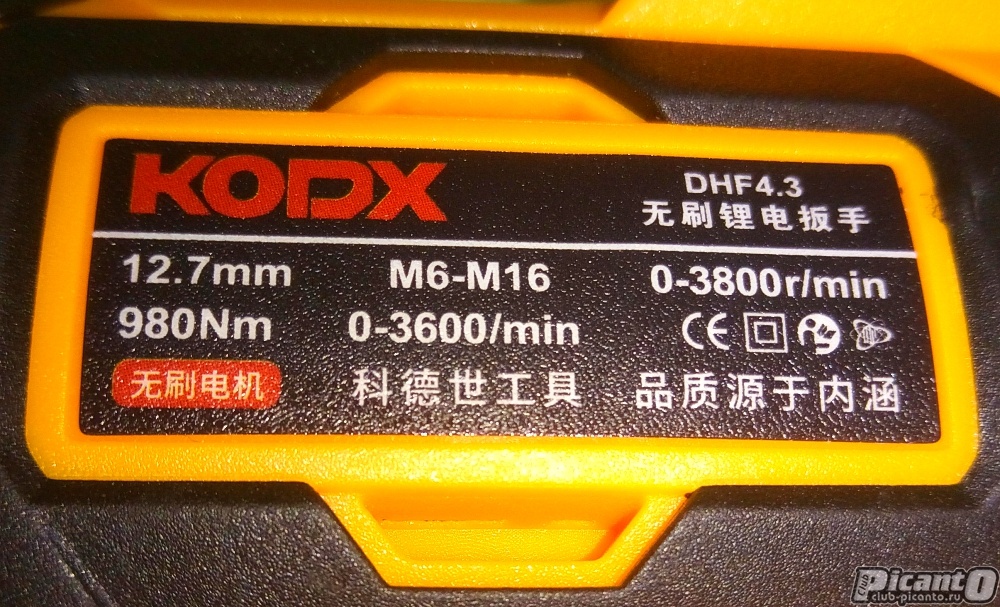 KODX
DHF4.3
无刷锂电扳手
12.7mm M6-M16 0-3800r/min
980Nm 0-3600/min CE
无刷电机 科德世工具 品质源于内涵
club Picanto
club-picanto.ru